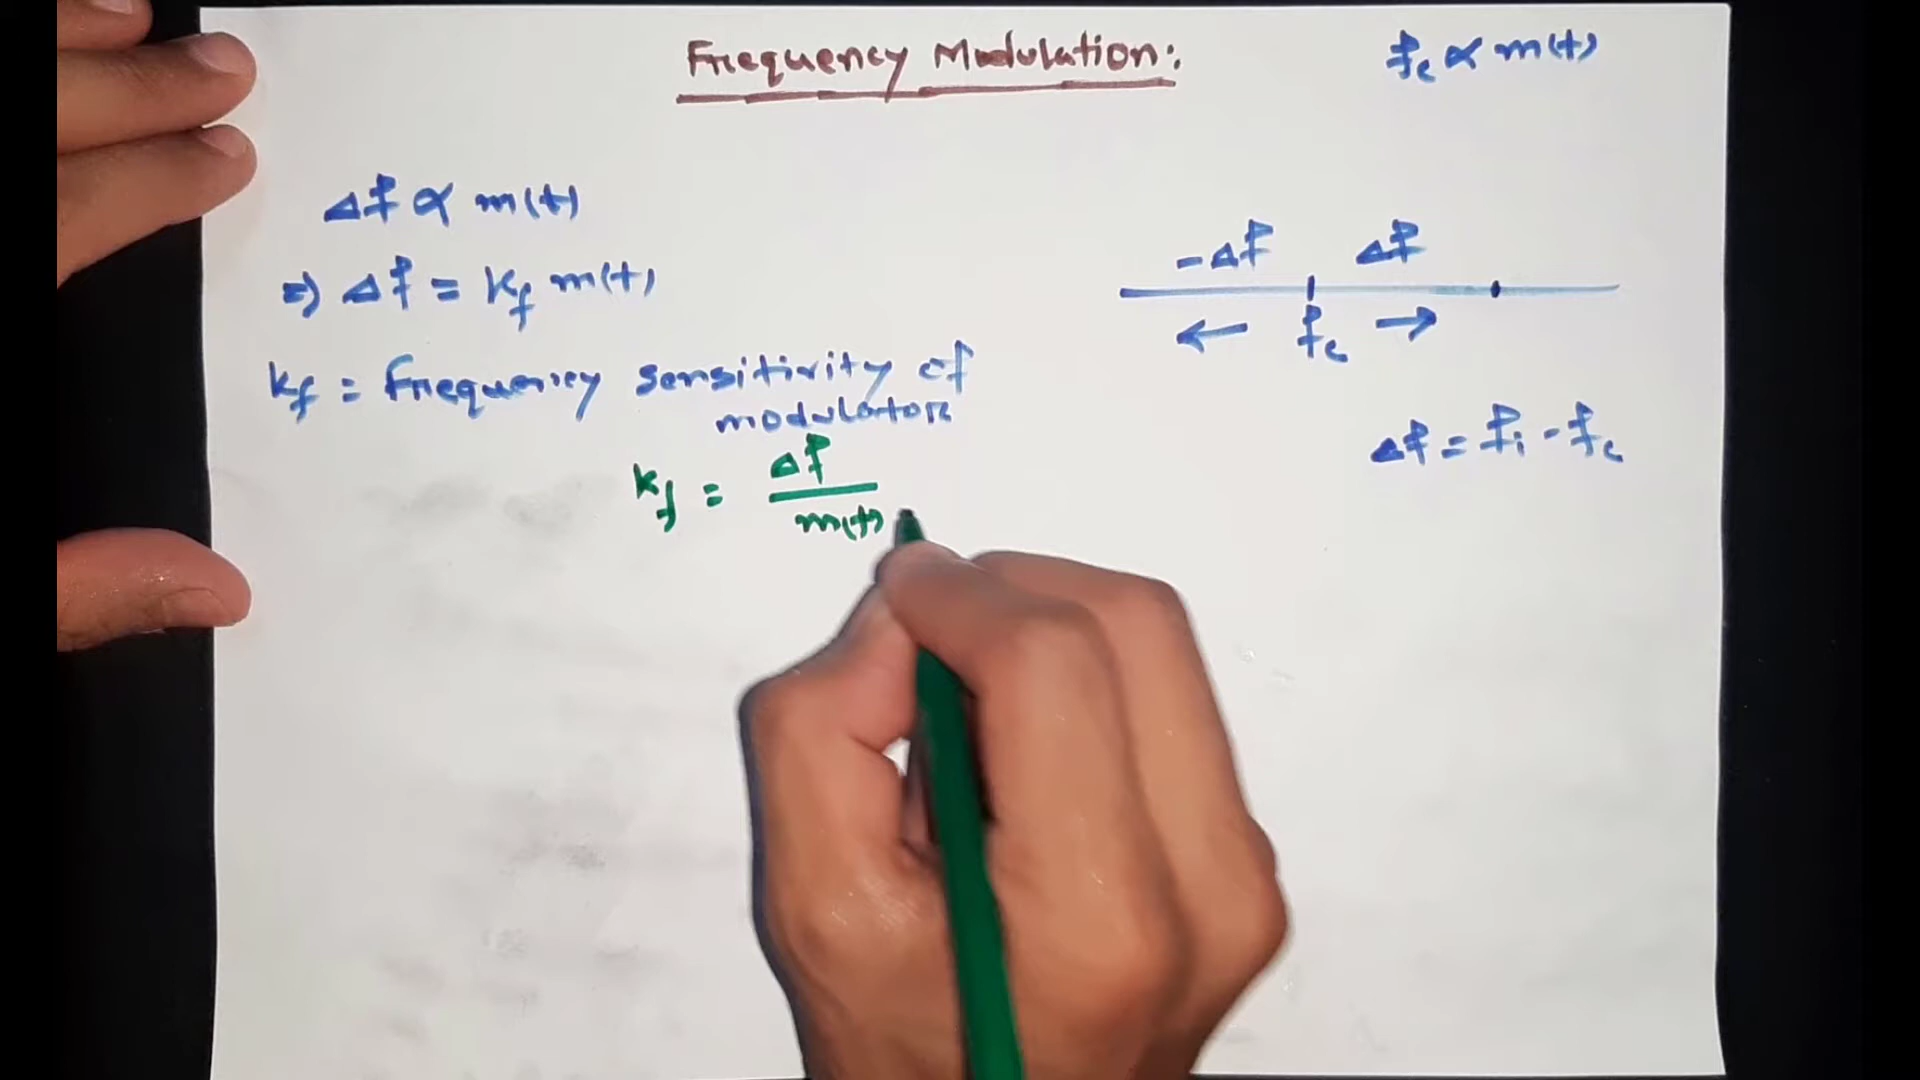 Frequency Modulation:
fc ∝ m(t)
Δf ∝ m(t)
⇒ Δf = kf m(t)
kf = Frequency sensitivity of
modulator
kf = Δf
m(t)
-Δf Δf
← fc →
Δf = fi - fc